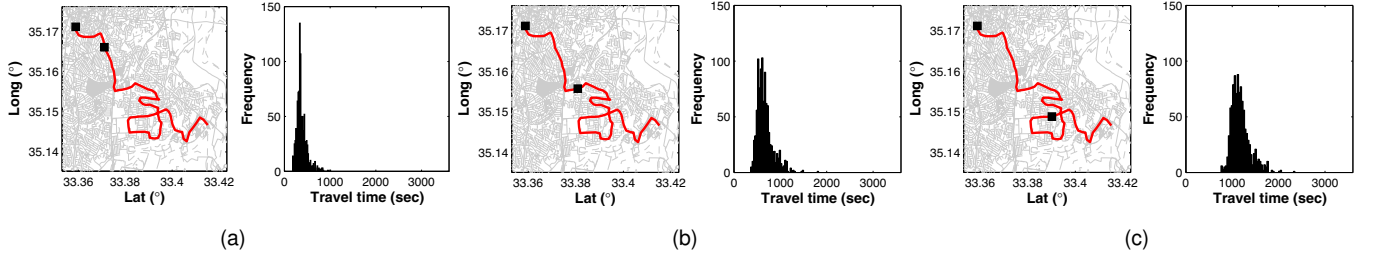 35.17
35.16
35.15
35.14
Long (°)
33.36 33.38 33.4 33.42
Lat (°)
150
100
50
0
Frequency
0 1000 2000 3000
Travel time (sec)
(a)
35.17
35.16
35.15
35.14
Long (°)
33.36 33.38 33.4 33.42
Lat (°)
150
100
50
0
Frequency
0 1000 2000 3000
Travel time (sec)
(b)
35.17
35.16
35.15
35.14
Long (°)
33.36 33.38 33.4 33.42
Lat (°)
150
100
50
0
Frequency
0 1000 2000 3000
Travel time (sec)
(c)